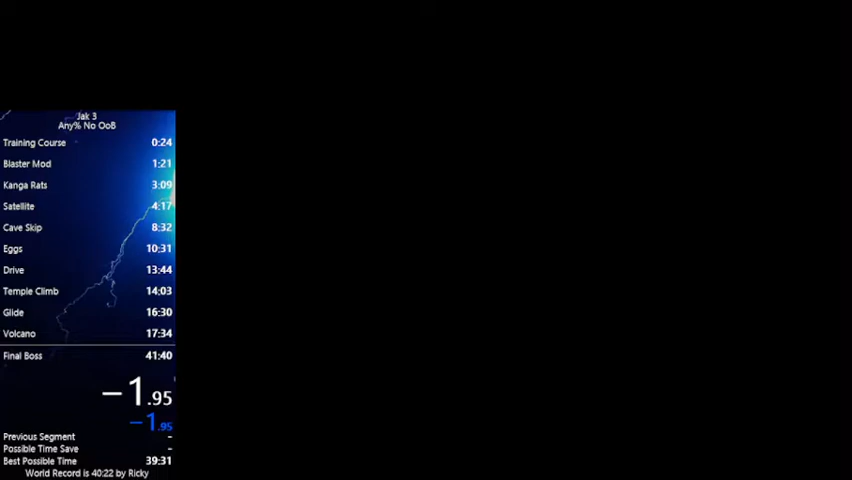 Jak 3
Any% No OoB
Training Course 0:24
Blaster Mod 1:21
Kanga Rats 3:09
Satellite 4:17
Cave Skip 8:32
Eggs 10:31
Drive 13:44
Temple Climb 14:03
Glide 16:30
Volcano 17:34
Final Boss 41:40
−1.95
−1.95
Previous Segment -
Possible Time Save -
Best Possible Time 39:31
World Record is 40:22 by Ricky